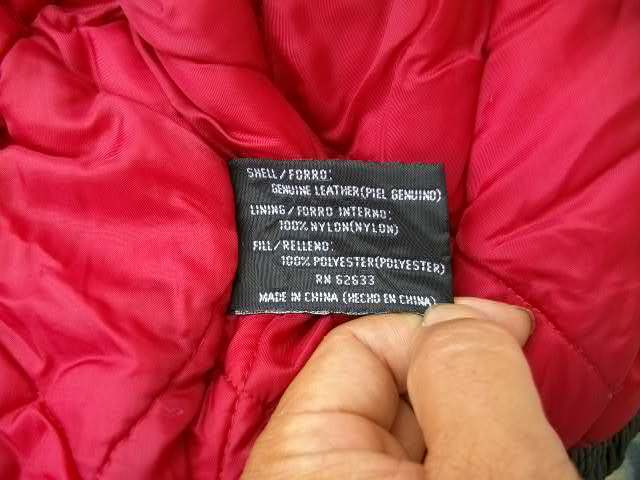 SHELL/FORRO:
GENUINE LEATHER(PIEL GENUINO)
LINING/FORRO INTERNO:
100% NYLON(NYLON)
FILL/RELLENO:
100% POLYESTER(POLYESTER)
RN 62633
MADE IN CHINA (HECHO EN CHINA)